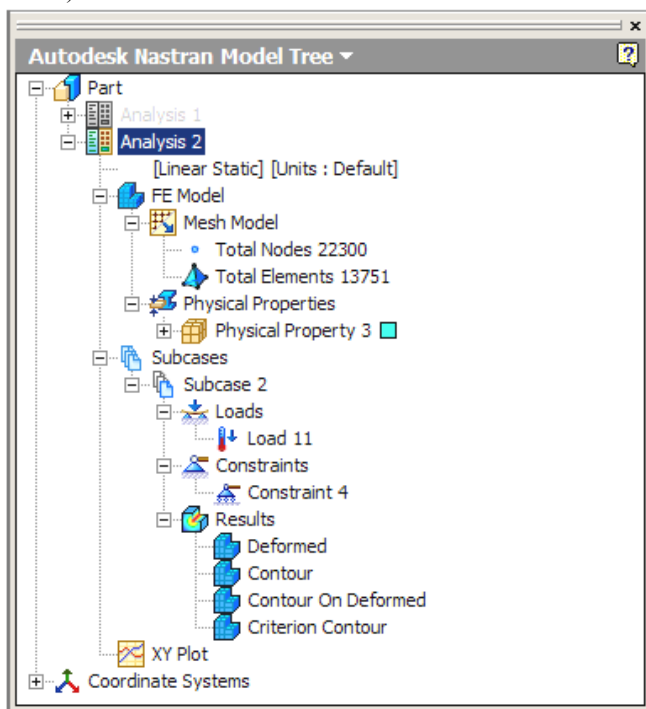 Autodesk Nastran Model Tree
Part
Analysis 1
Analysis 2
[Linear Static] [Units : Default]
FE Model
Mesh Model
Total Nodes 22300
Total Elements 13751
Physical Properties
Physical Property 3
Subcases
Subcase 2
Loads
Load 11
Constraints
Constraint 4
Results
Deformed
Contour
Contour On Deformed
Criterion Contour
XY Plot
Coordinate Systems